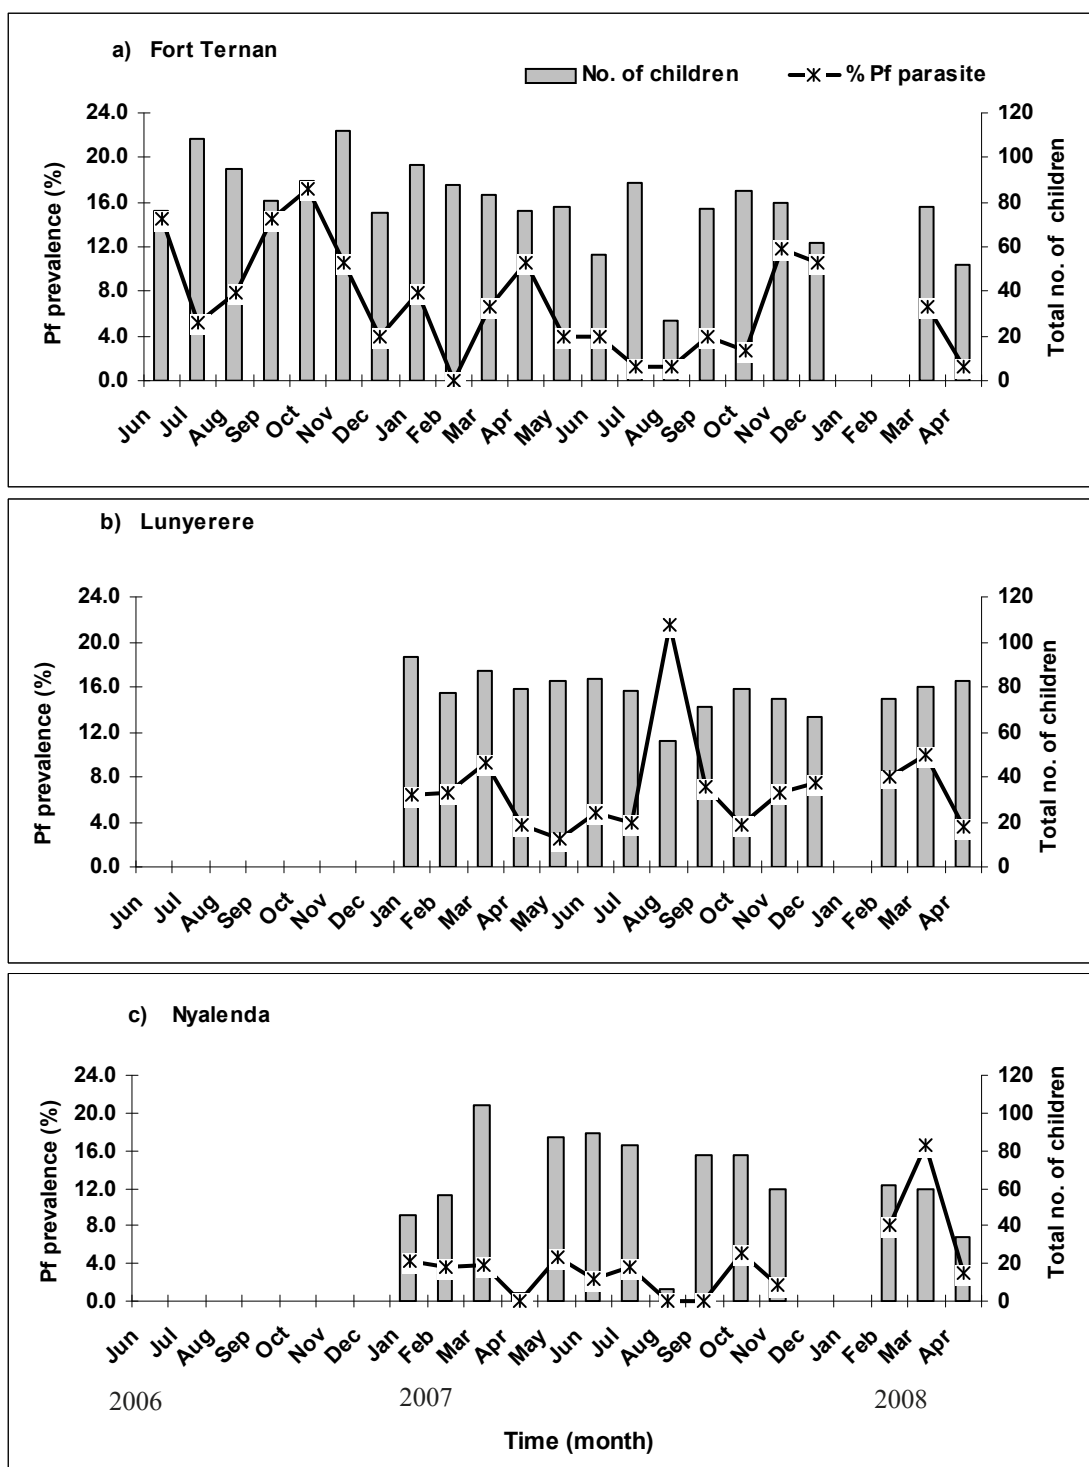 a) Fort Ternan
No. of children % Pf parasite
Pf prevalence (%)
24.0
20.0
16.0
12.0
8.0
4.0
0.0
120
100
80
60
40
20
0
Total no. of children
Jun Jul Aug Sep Oct Nov Dec Jan Feb Mar Apr May Jun Jul Aug Sep Oct Nov Dec Jan Feb Mar Apr
b) Lunyerere
Pf prevalence (%)
24.0
20.0
16.0
12.0
8.0
4.0
0.0
120
100
80
60
40
20
0
Total no. of children
Jun Jul Aug Sep Oct Nov Dec Jan Feb Mar Apr May Jun Jul Aug Sep Oct Nov Dec Jan Feb Mar Apr
c) Nyalenda
Pf prevalence (%)
24.0
20.0
16.0
12.0
8.0
4.0
0.0
120
100
80
60
40
20
0
Total no. of children
Jun Jul Aug Sep Oct Nov Dec Jan Feb Mar Apr May Jun Jul Aug Sep Oct Nov Dec Jan Feb Mar Apr
2006 2007 2008
Time (month)